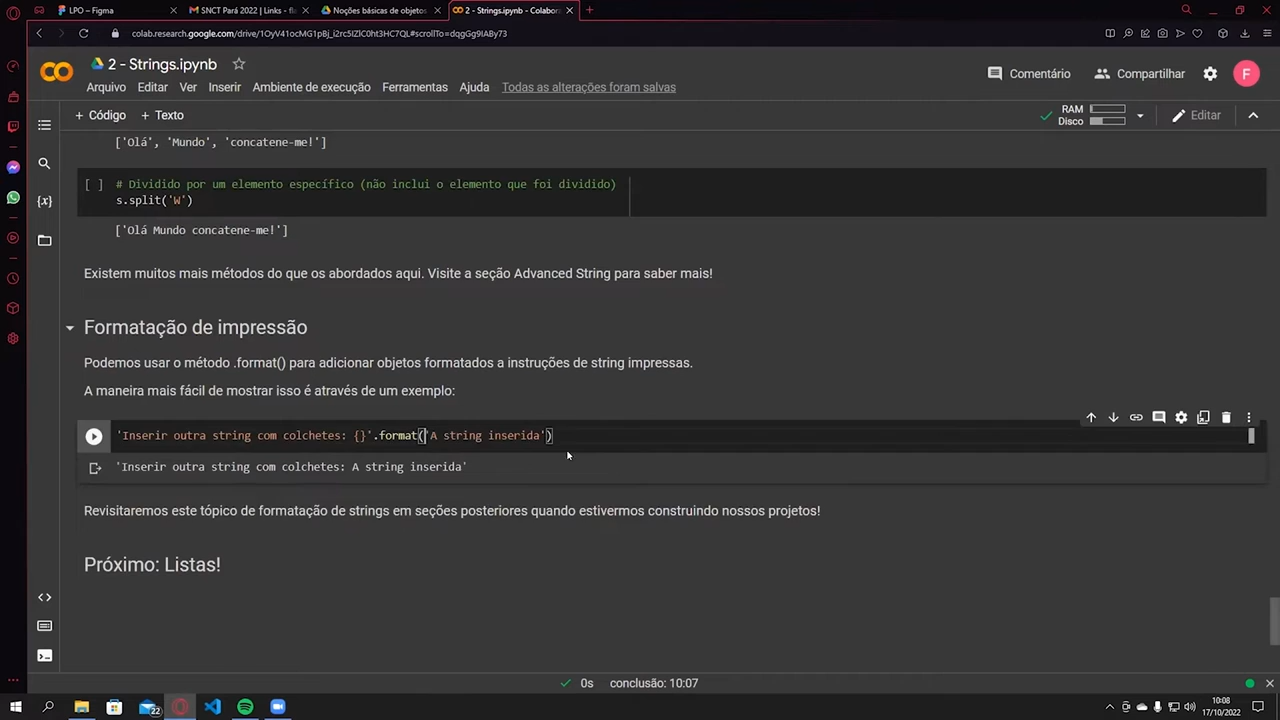 LPO – Figma
SNCT Pará 2022 | Links - fl
Noções básicas de objetos
2 - Strings.ipynb - Colabora
colab.research.google.com/drive/1OyV41ocMG1pBj_i2rc5IZlC0ht3HC7QL#scrollTo=dqgGg9IABy73
2 - Strings.ipynb
Comentário
Compartilhar
F
Arquivo Editar Ver Inserir Ambiente de execução Ferramentas Ajuda Todas as alterações foram salvas
+ Código + Texto
RAM
Disco
Editar
['Olá', 'Mundo', 'concatene-me!']
[ ] # Dividido por um elemento específico (não inclui o elemento que foi dividido)
s.split('W')
['Olá Mundo concatene-me!']
Existem muitos mais métodos do que os abordados aqui. Visite a seção Advanced String para saber mais!
Formatação de impressão
Podemos usar o método .format() para adicionar objetos formatados a instruções de string impressas.
A maneira mais fácil de mostrar isso é através de um exemplo:
'Inserir outra string com colchetes: {}'.format('A string inserida')
'Inserir outra string com colchetes: A string inserida'
Revisitaremos este tópico de formatação de strings em seções posteriores quando estivermos construindo nossos projetos!
Próximo: Listas!
0s conclusão: 10:07
22
10:08
17/10/2022